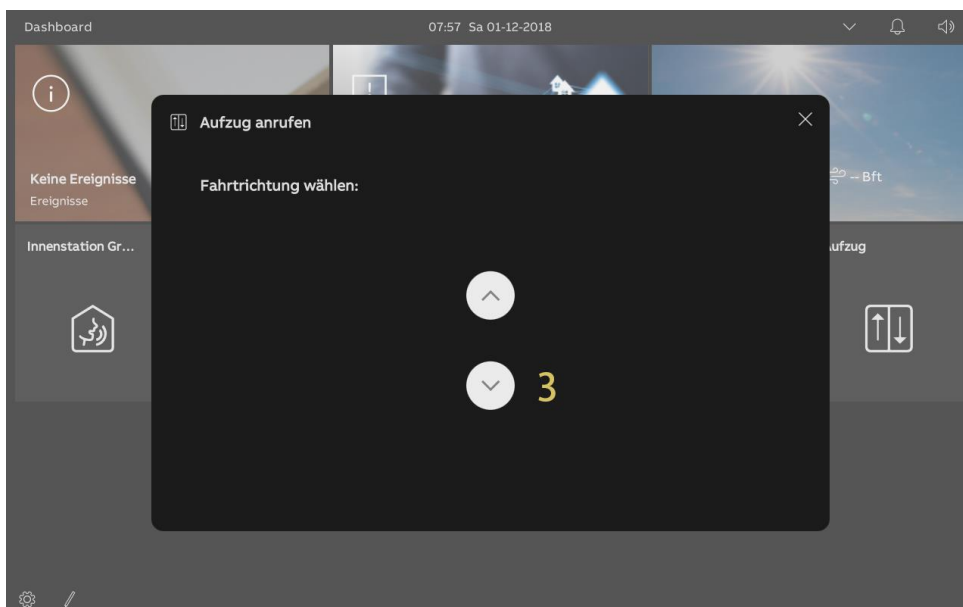 Dashboard
07:57 Sa 01-12-2018
Aufzug anrufen
Keine Ereignisse
Ereignisse
Fahrtrichtung wählen:
-- Bft
Innenstation Gr...
ufzug
3